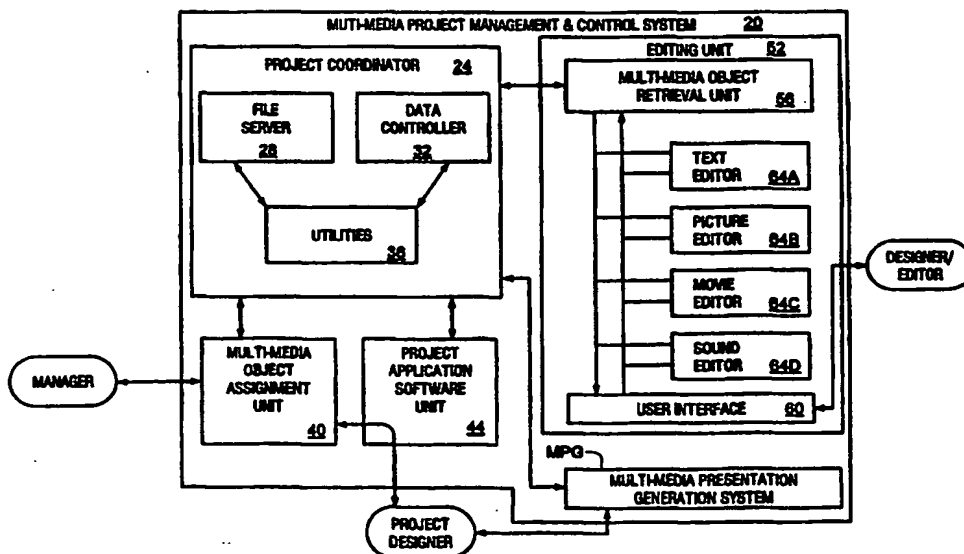 MUTI-MEDIA PROJECT MANAGEMENT & CONTROL SYSTEM 20
PROJECT COORDINATOR 24
FILE
SERVER
28
DATA
CONTROLLER
32
UTILITIES
36
EDITING UNIT 52
MULTI-MEDIA OBJECT
RETRIEVAL UNIT 56
TEXT
EDITOR 64A
PICTURE
EDITOR 64B
MOVIE
EDITOR 64C
SOUND
EDITOR 64D
USER INTERFACE 60
DESIGNER/
EDITOR
MANAGER
MULTI-MEDIA
OBJECT
ASSIGNMENT
UNIT
40
PROJECT
APPLICATION
SOFTWARE
UNIT
44
MPG
MULTI-MEDIA PRESENTATION
GENERATION SYSTEM
PROJECT
DESIGNER